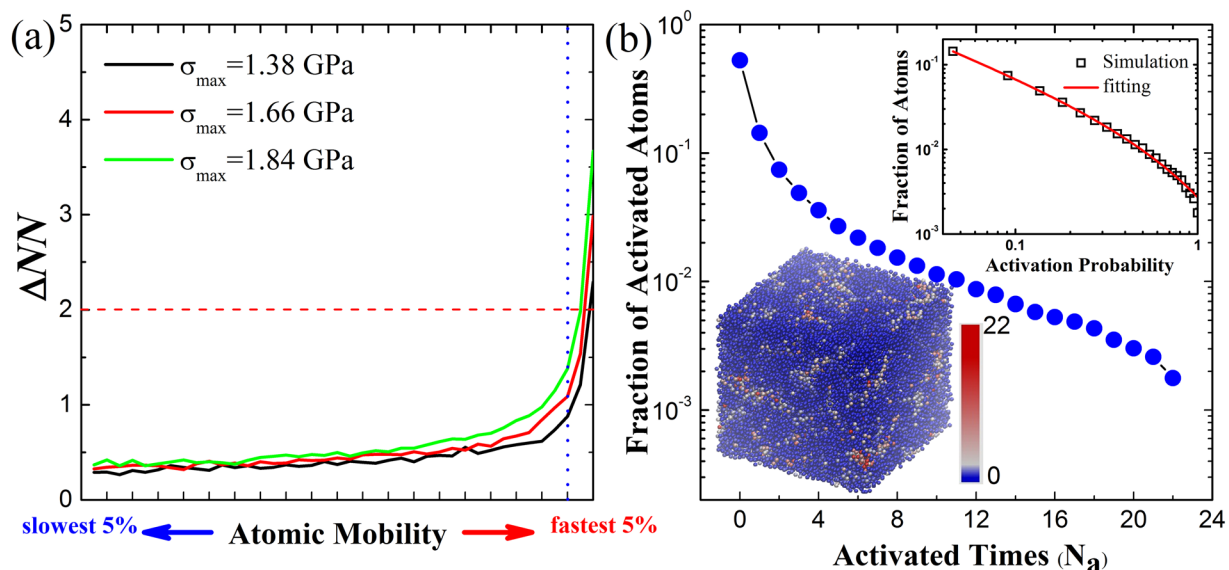 (a)
5
4
3
2
1
0
ΔNN
σmax=1.38 GPa
σmax=1.66 GPa
σmax=1.84 GPa
slowest 5%
Atomic Mobility
fastest 5%
(b)
10^0
10^-1
10^-2
10^-3
Fraction of Activated Atoms
0 4 8 12 16 20 24
Activated Times (Na)
22
0
Fraction of Atoms
10^-1
10^-2
10^-3
Simulation
fitting
0.1 1
Activation Probability